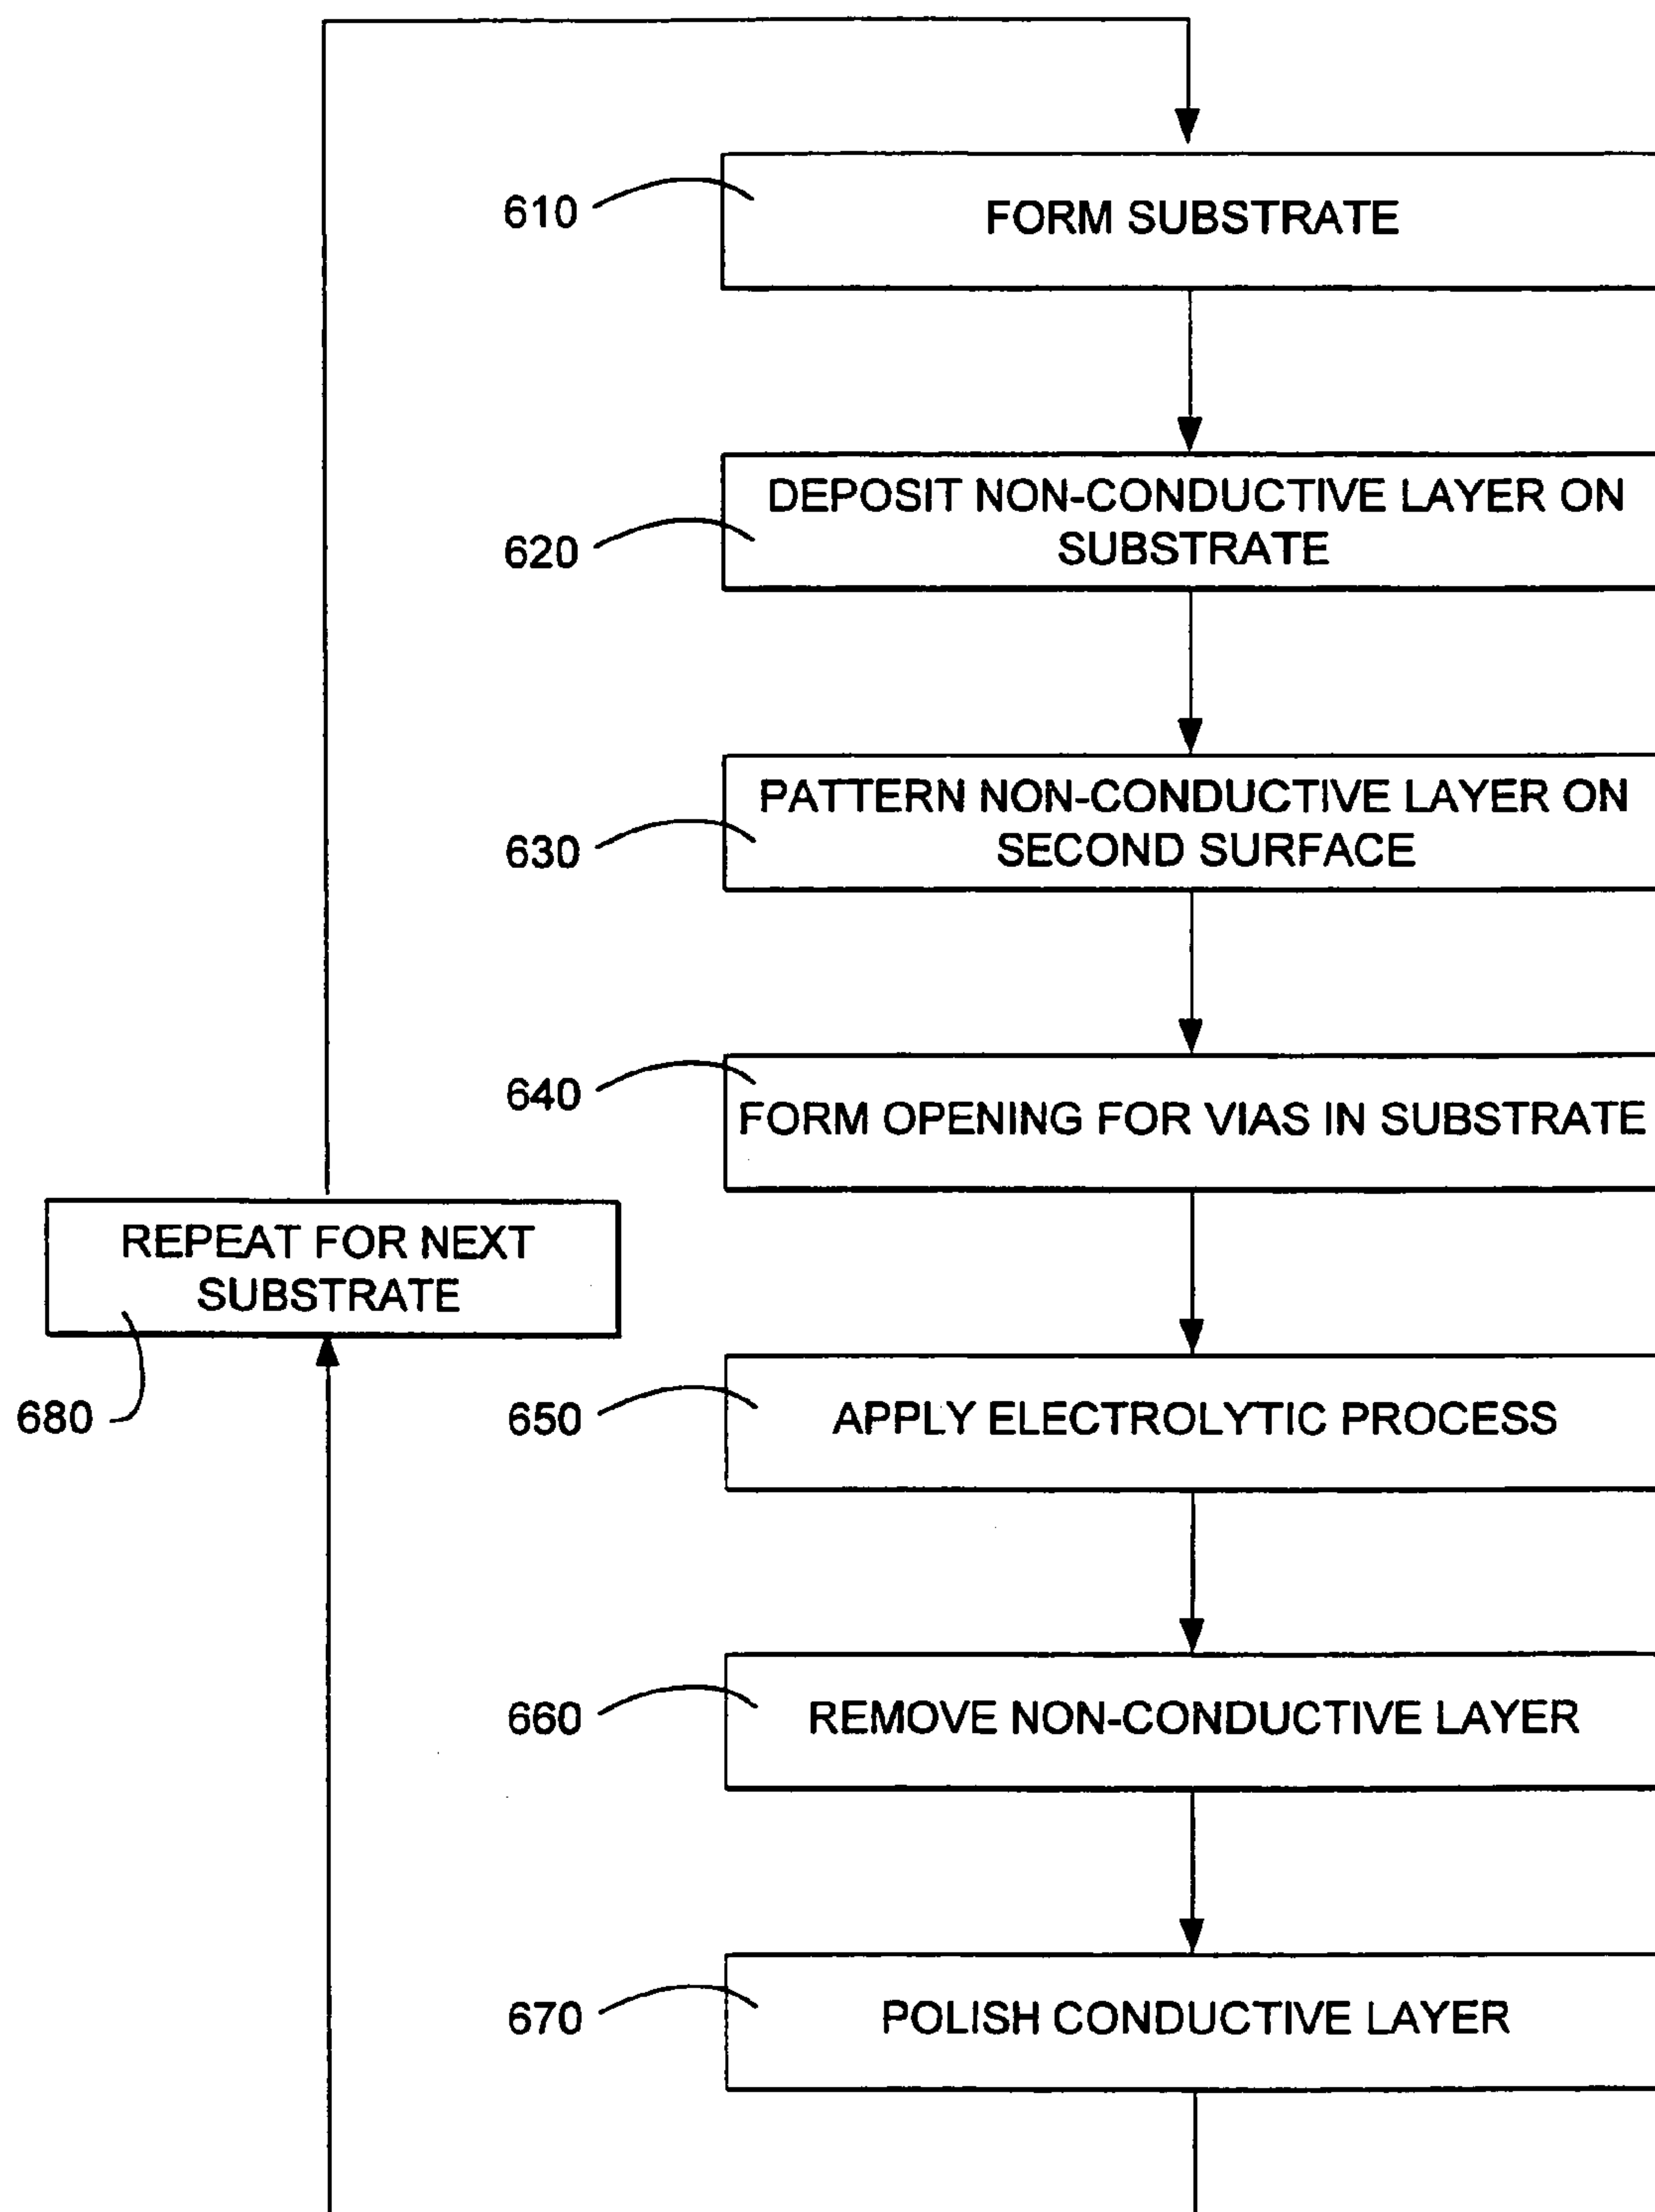 610
FORM SUBSTRATE
620
DEPOSIT NON-CONDUCTIVE LAYER ON
SUBSTRATE
630
PATTERN NON-CONDUCTIVE LAYER ON
SECOND SURFACE
640
FORM OPENING FOR VIAS IN SUBSTRATE
650
APPLY ELECTROLYTIC PROCESS
660
REMOVE NON-CONDUCTIVE LAYER
670
POLISH CONDUCTIVE LAYER
REPEAT FOR NEXT
SUBSTRATE
680